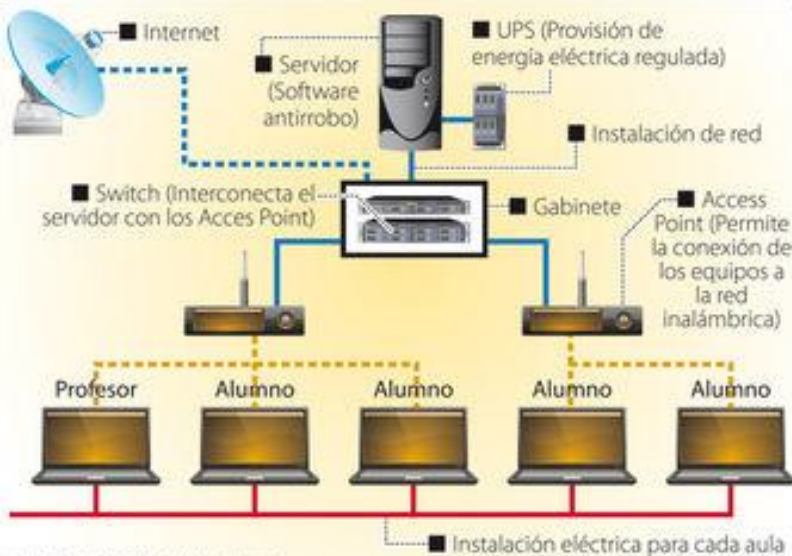 ■ Internet
■ UPS (Provisión de
energía eléctrica regulada)
■ Servidor
(Software
antirrobo)
■ Instalación de red
■ Switch (Interconecta el
servidor con los Acces Point)
■ Gabinete
■ Access
Point (Permite
la conexión de
los equipos a
la red
inalámbrica)
Profesor
Alumno
Alumno
Alumno
Alumno
■ Instalación eléctrica para cada aula